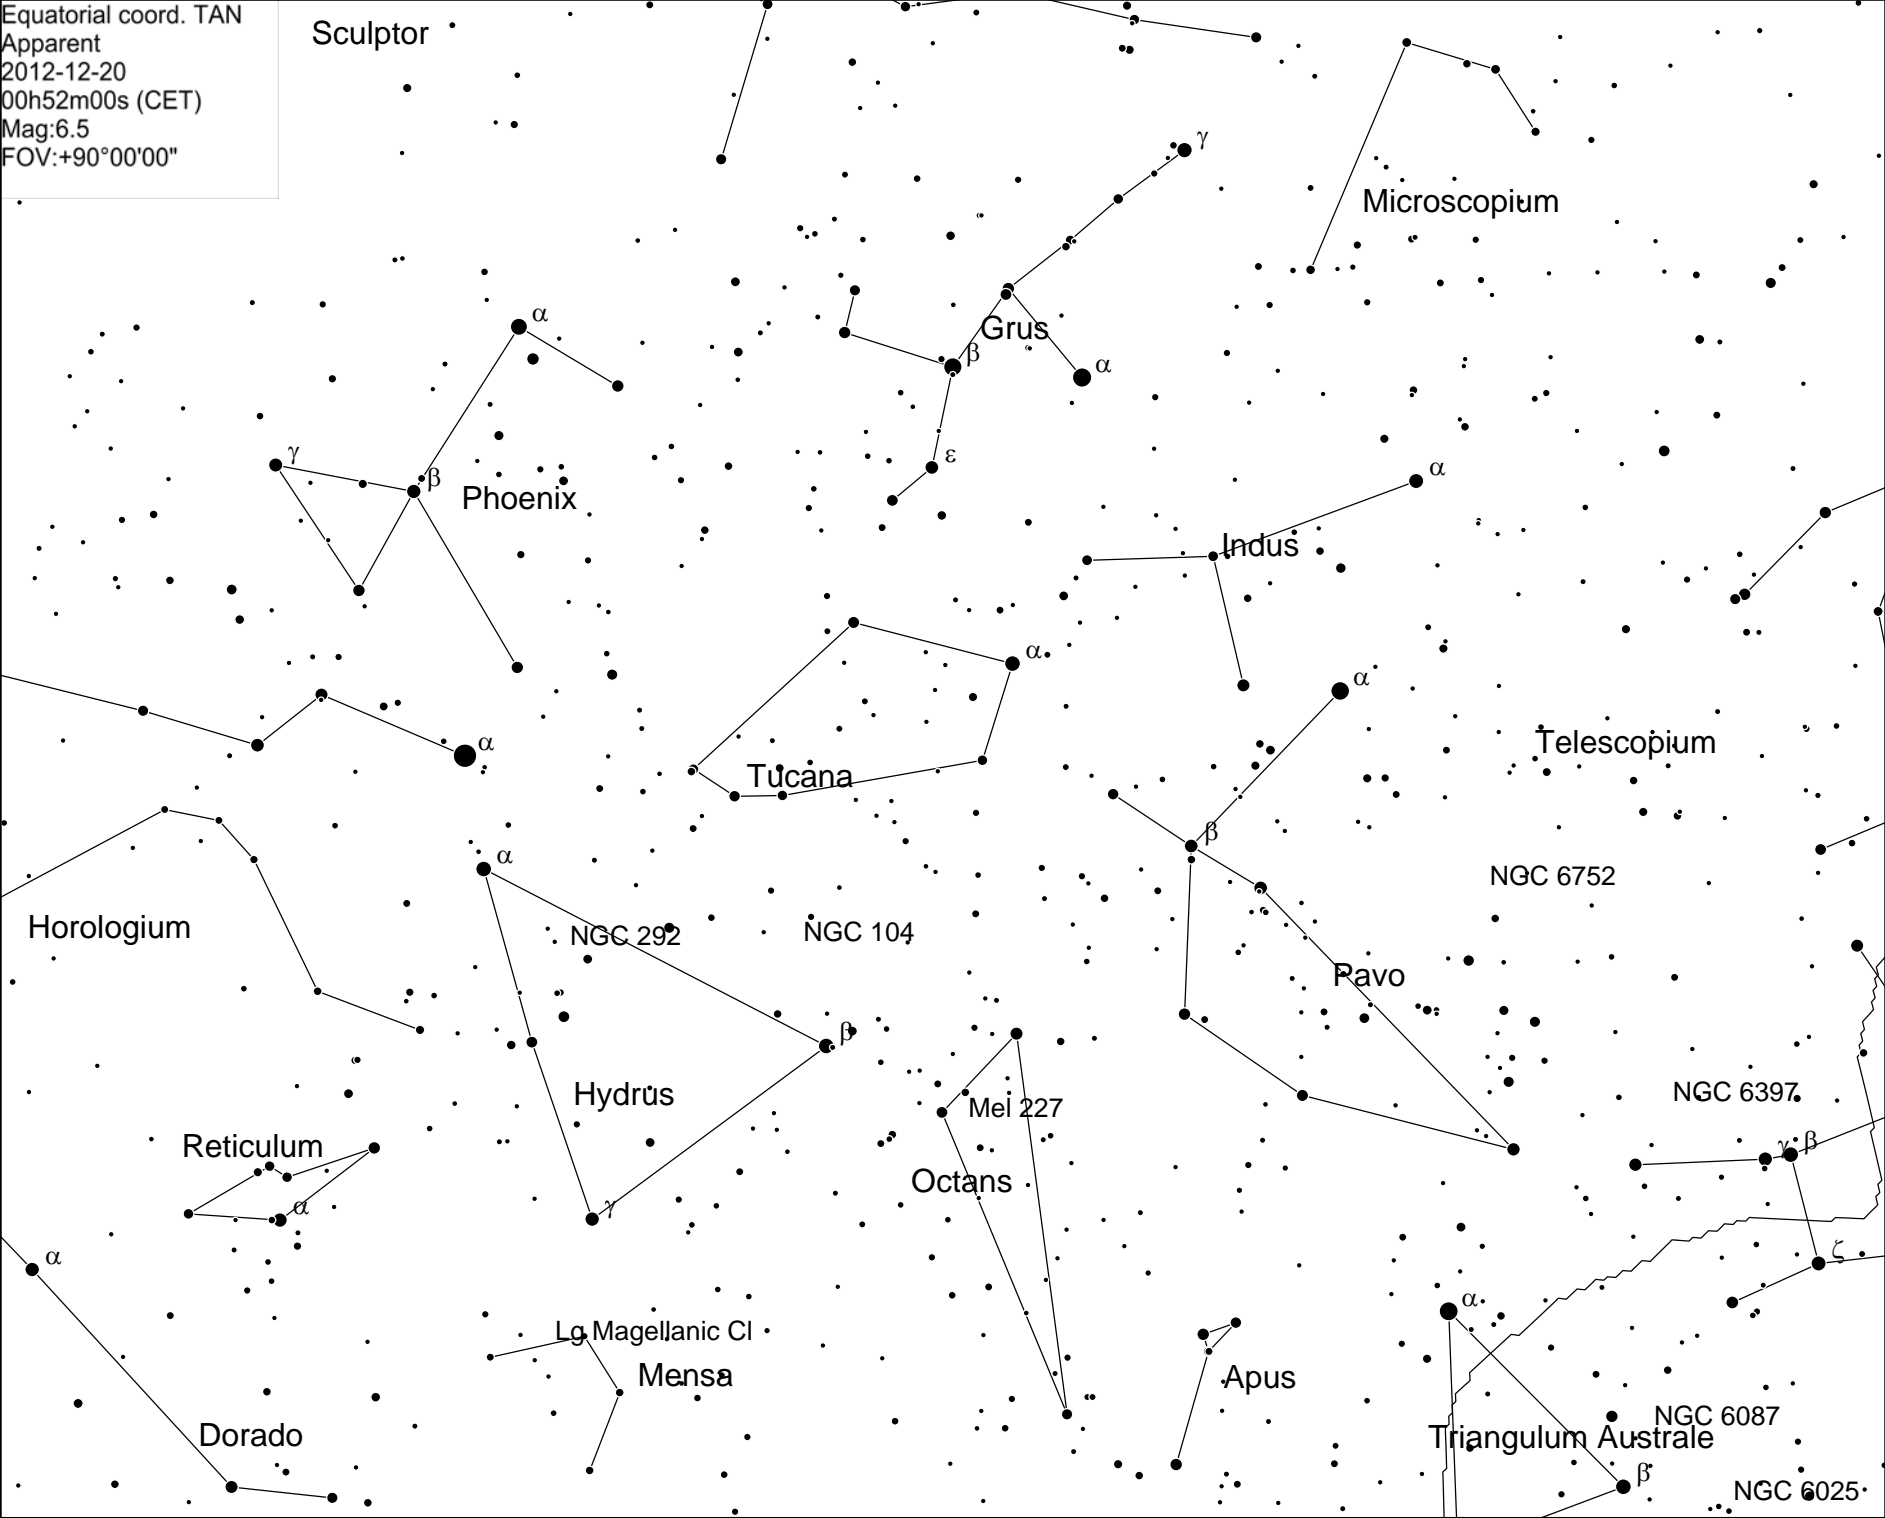 Equatorial coord. TAN
Apparent
2012-12-20
00h52m00s (CET)
Mag:6.5
FOV:+90°00'00"
Sculptor
γ
Microscopium
α
Grus
β
α
γ
β
Phoenix
ε
α
Indus
α
α
α
Telescopium
Tucana
β
α
NGC 6752
Horologium
NGC 292
NGC 104
Pavo
β
Hydrus
NGC 6397
Mel 227
Reticulum
γ β
Octans
α
γ
α
ζ
α
Lg Magellanic Cl
Mensa
Apus
NGC 6087
Dorado
Triangulum Australe
β
NGC 6025